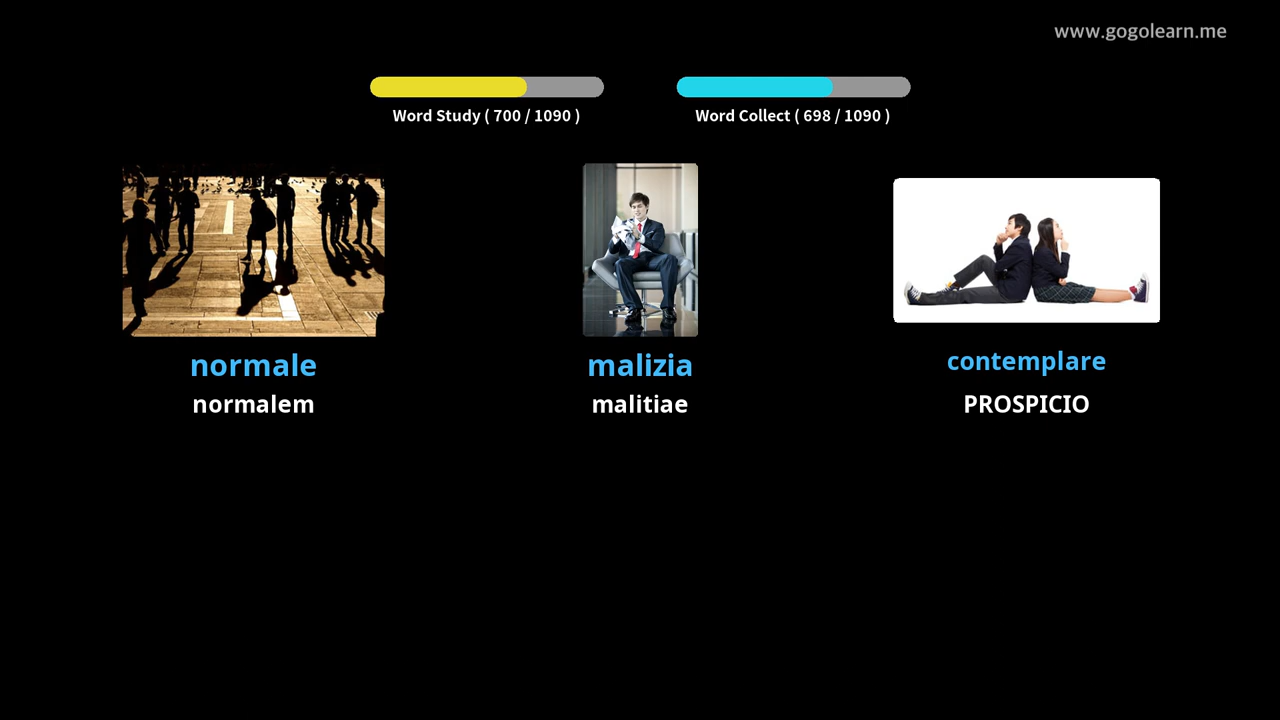 www.gogolearn.me
Word Study ( 700 / 1090 )
Word Collect ( 698 / 1090 )
normale
normalem
malizia
malitiae
contemplare
PROSPICIO